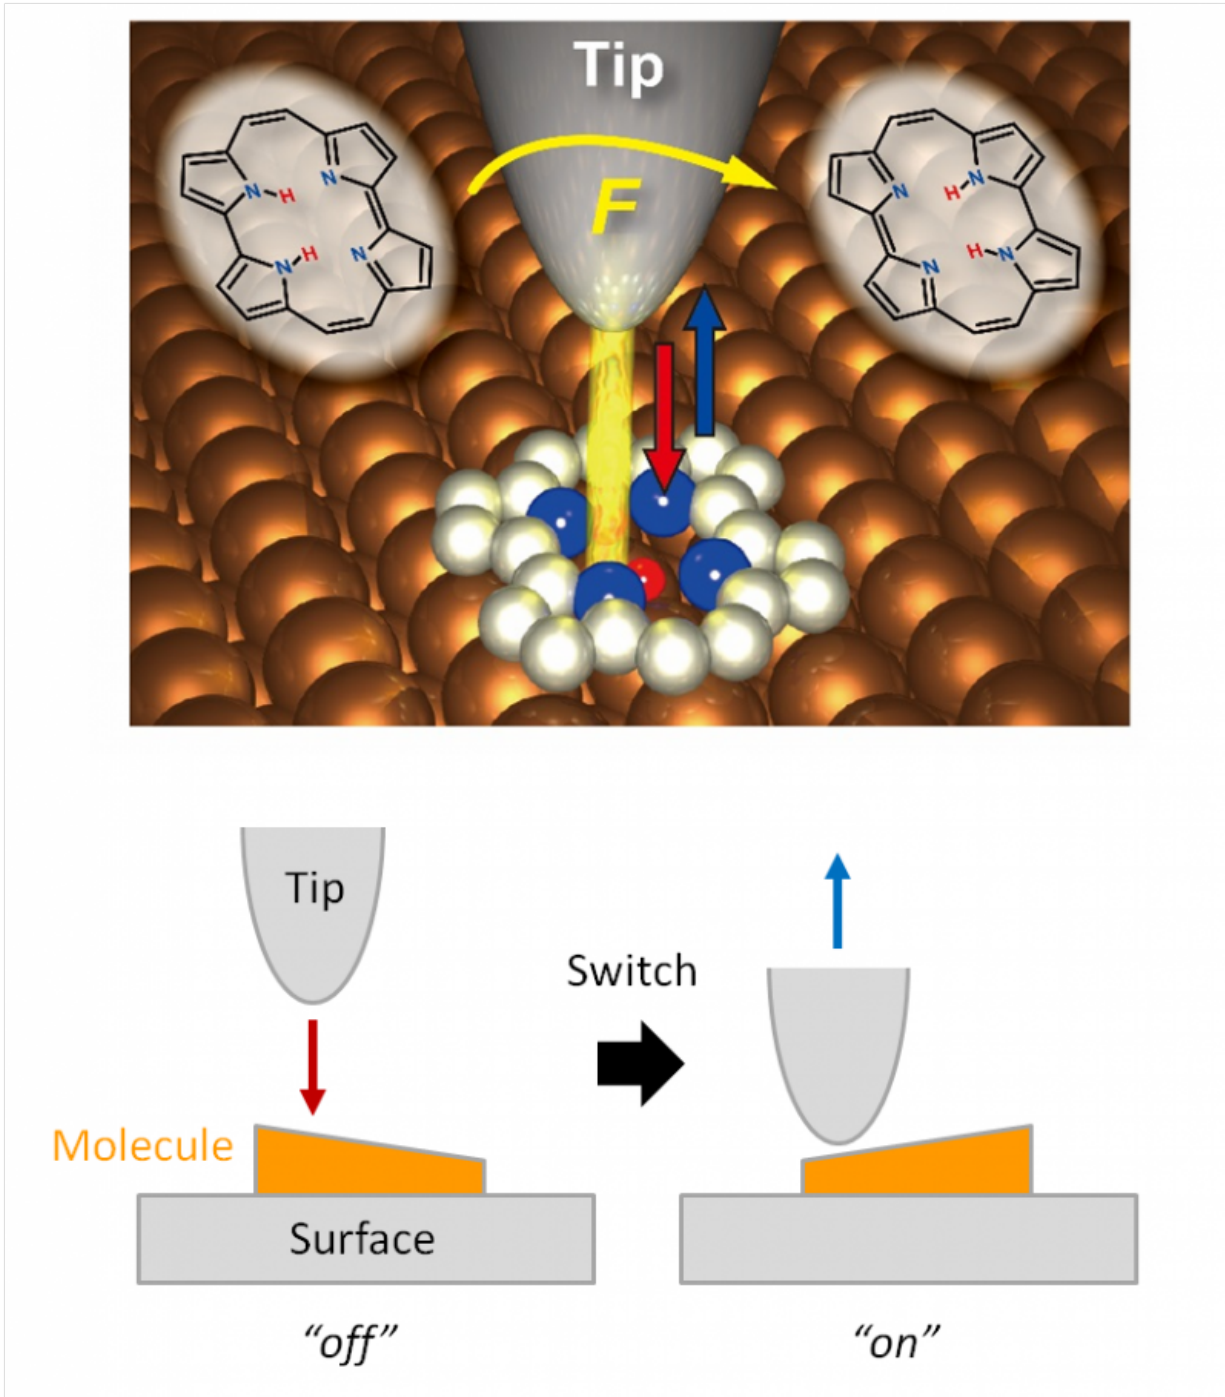 Tip
F
N H
N
H
N
N
N
H N
H N
N
Tip
Switch
Molecule
Surface
“off”
“on”